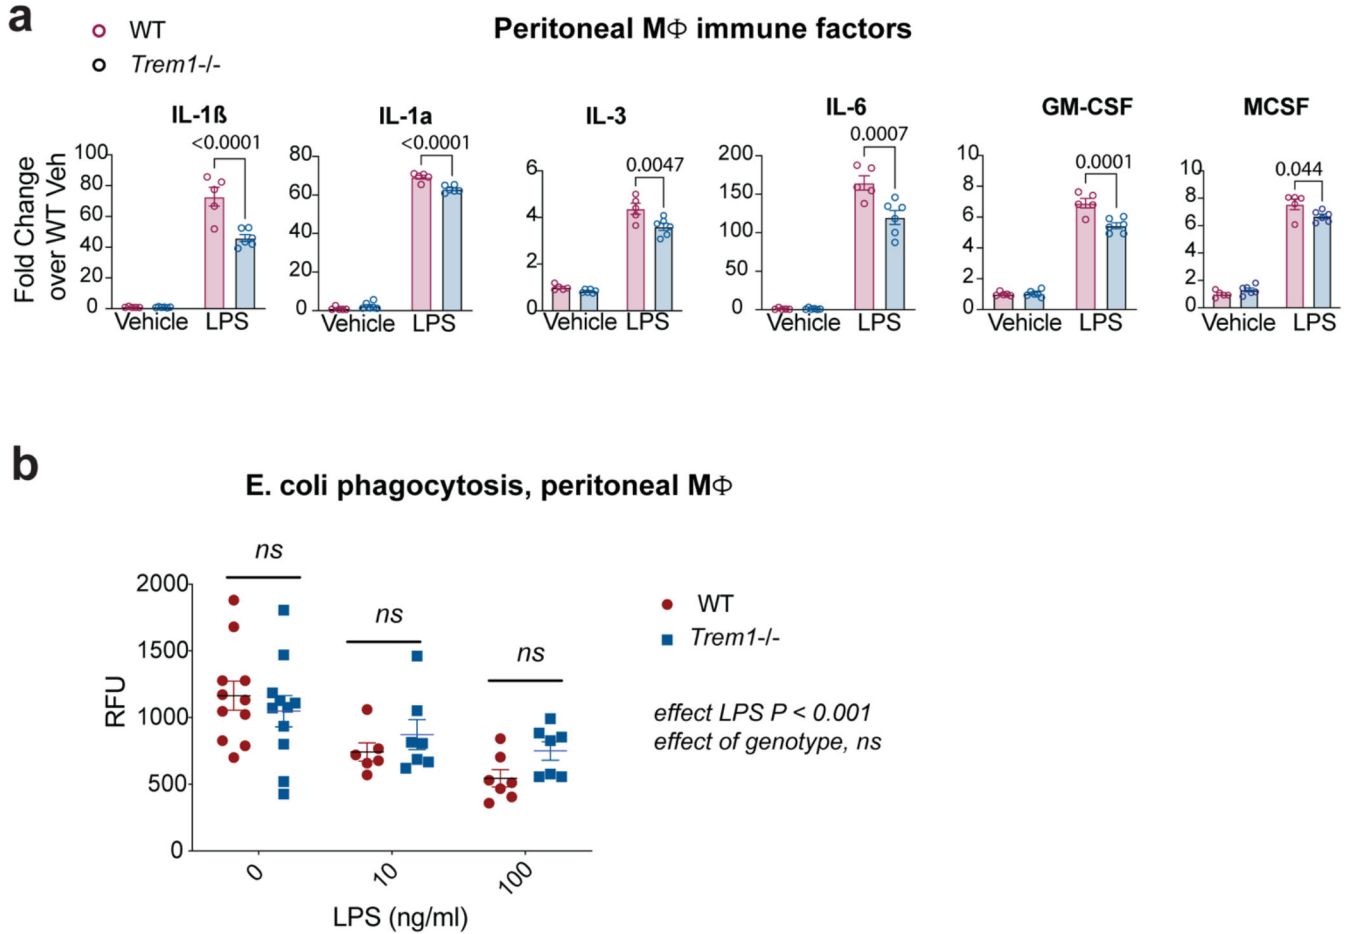 a
WT
Trem1-/-
Peritoneal MΦ immune factors
Fold Change
over WT Veh
IL-1ß
<0.0001
100
80
60
40
20
0
Vehicle LPS
IL-1a
<0.0001
80
60
40
20
0
Vehicle LPS
IL-3
0.0047
6
4
2
0
Vehicle LPS
IL-6
0.0007
200
150
100
50
0
Vehicle LPS
GM-CSF
0.0001
10
8
6
4
2
0
Vehicle LPS
MCSF
0.044
10
8
6
4
2
0
Vehicle LPS
b
E. coli phagocytosis, peritoneal MΦ
RFU
2000
1500
1000
500
0
ns
ns
ns
0
10
100
LPS (ng/ml)
WT
Trem1-/-
effect LPS P < 0.001
effect of genotype, ns